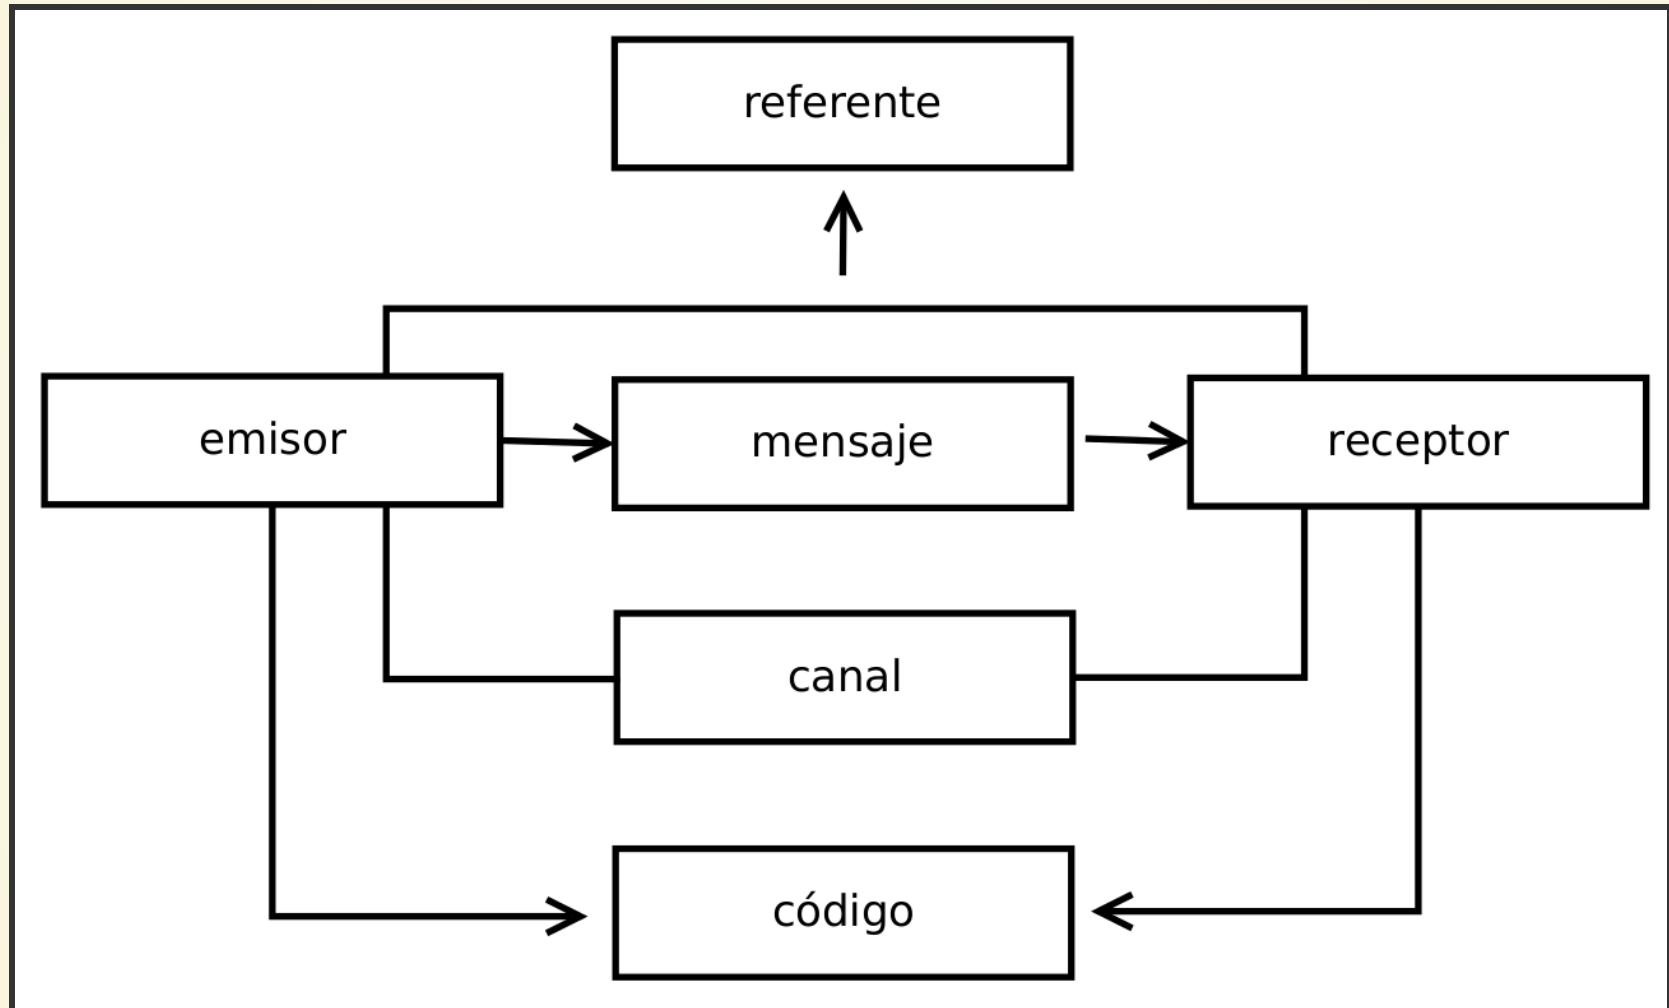 referente
emisor
mensaje
receptor
canal
código